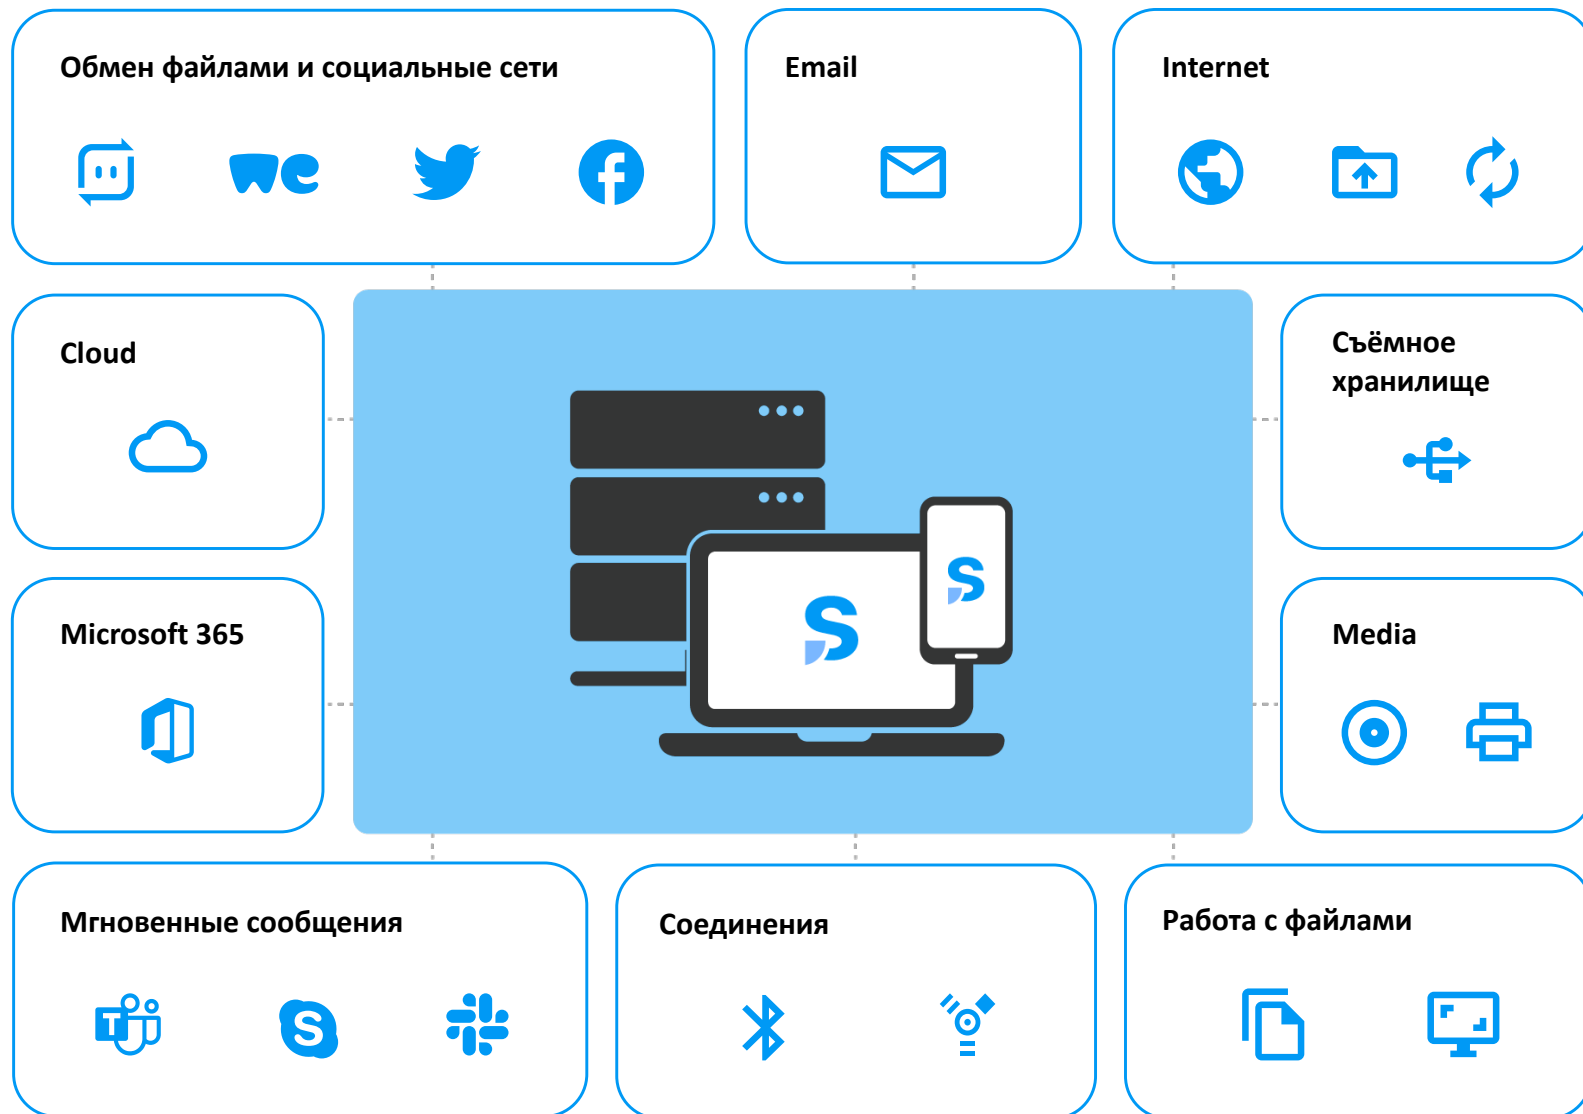 Обмен файлами и социальные сети
Email
Internet
Cloud
Съёмное
хранилище
Microsoft 365
Media
Мгновенные сообщения
Соединения
Работа с файлами